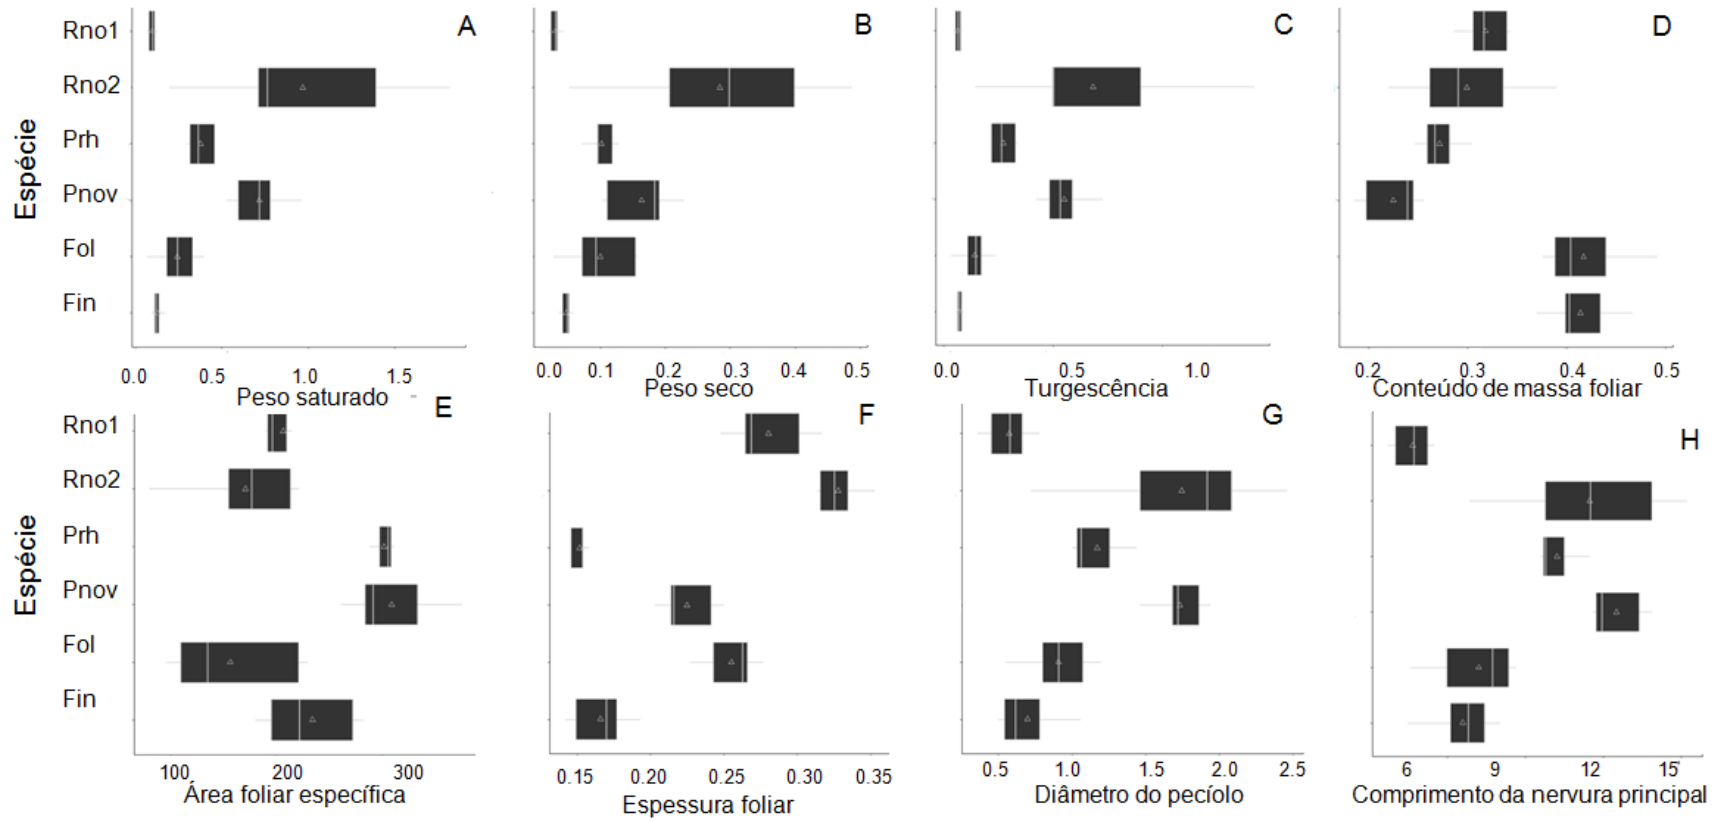 A
B
C
D
Espécie
Rno1
Rno2
Prh
Pnov
Fol
Fin
0.0 0.5 1.0 1.5
Peso saturado
0.0 0.1 0.2 0.3 0.4 0.5
Peso seco
0.0 0.5 1.0
Turgescência
0.2 0.3 0.4 0.5
Conteúdo de massa foliar
E
F
G
H
Espécie
Rno1
Rno2
Prh
Pnov
Fol
Fin
100 200 300
Área foliar específica
0.15 0.20 0.25 0.30 0.35
Espessura foliar
0.5 1.0 1.5 2.0 2.5
Diâmetro do pecíolo
6 9 12 15
Comprimento da nervura principal